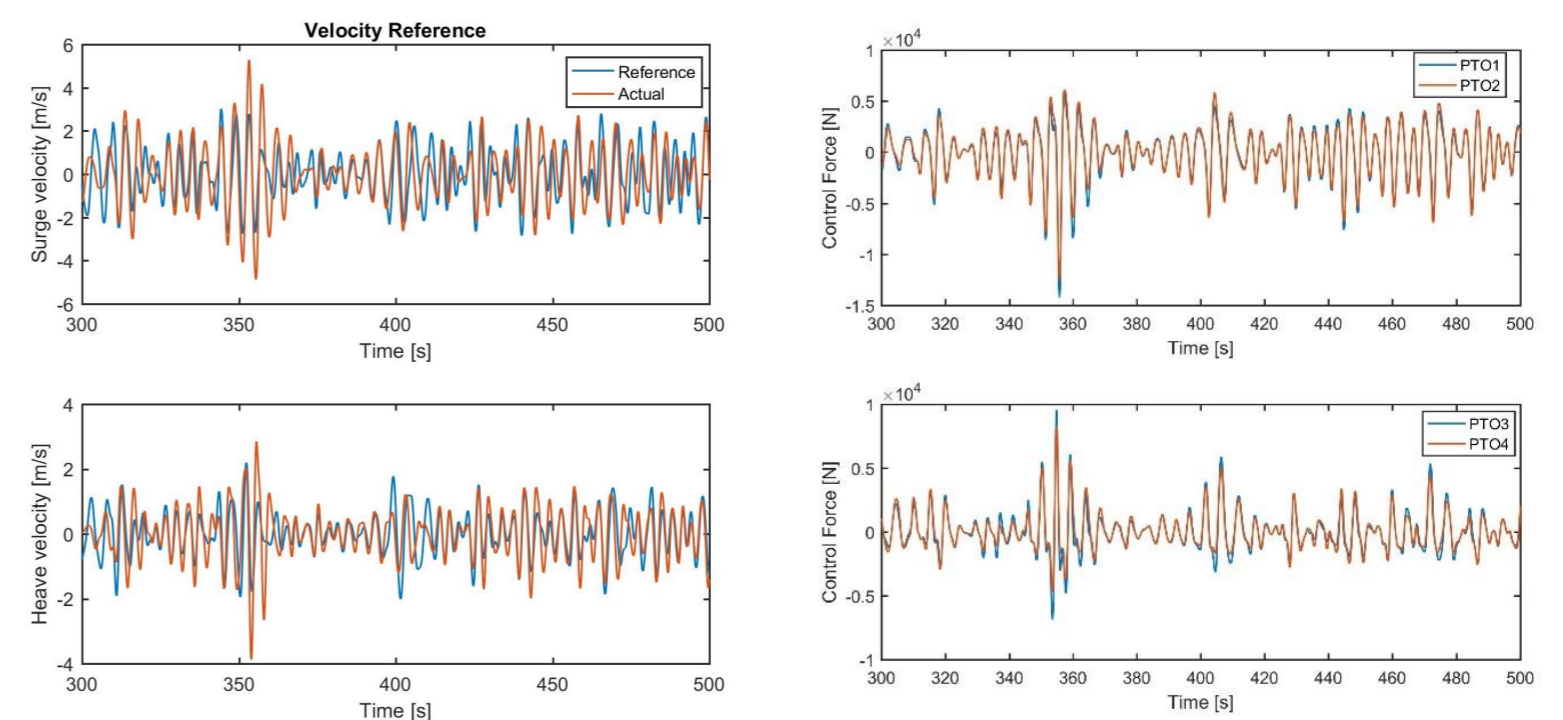 Velocity Reference
6
4
2
0
-2
-4
-6
Surge velocity [m/s]
Reference
Actual
300 350 400 450 500
Time [s]
×10^4
1
0.5
0
-0.5
-1
-1.5
Control Force [N]
PTO1
PTO2
300 320 340 360 380 400 420 440 460 480 500
Time [s]
4
2
0
-2
-4
Heave velocity [m/s]
300 350 400 450 500
Time [s]
×10^4
1
0.5
0
-0.5
-1
Control Force [N]
PTO3
PTO4
300 320 340 360 380 400 420 440 460 480 500
Time [s]